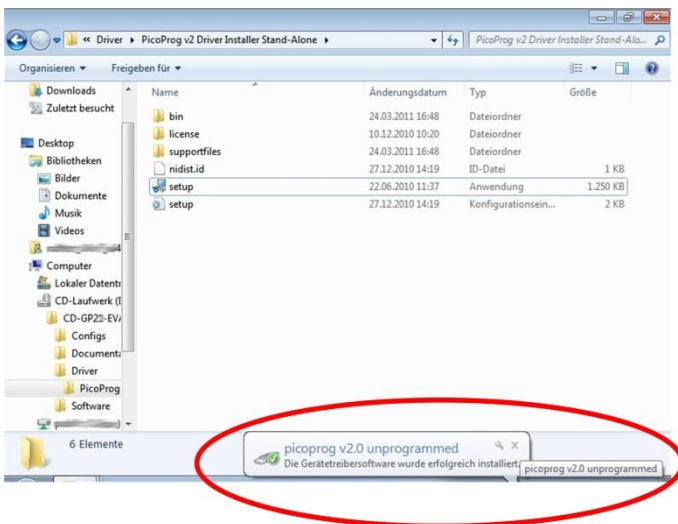 « Driver ▸ PicoProg v2 Driver Installer Stand-Alone ▸
PicoProg v2 Driver Installer Stand-Alo...
Organisieren
Freigeben für
Downloads
Zuletzt besucht
Desktop
Bibliotheken
Bilder
Dokumente
Musik
Videos
Computer
Lokaler Datentr
CD-Laufwerk (
Configs
Documenta
Driver
PicoProg
Software
Name Änderungsdatum Typ Größe
bin 24.03.2011 16:48 Dateiordner
license 10.12.2010 10:20 Dateiordner
supportfiles 24.03.2011 16:48 Dateiordner
nidist.id 27.12.2010 14:19 ID-Datei 1 KB
setup 22.06.2010 11:37 Anwendung 1.250 KB
setup 27.12.2010 14:19 Konfigurationsein... 2 KB
6 Elemente
picoprog v2.0 unprogrammed
Die Gerätetreibersoftware wurde erfolgreich installiert.
picoprog v2.0 unprogrammed